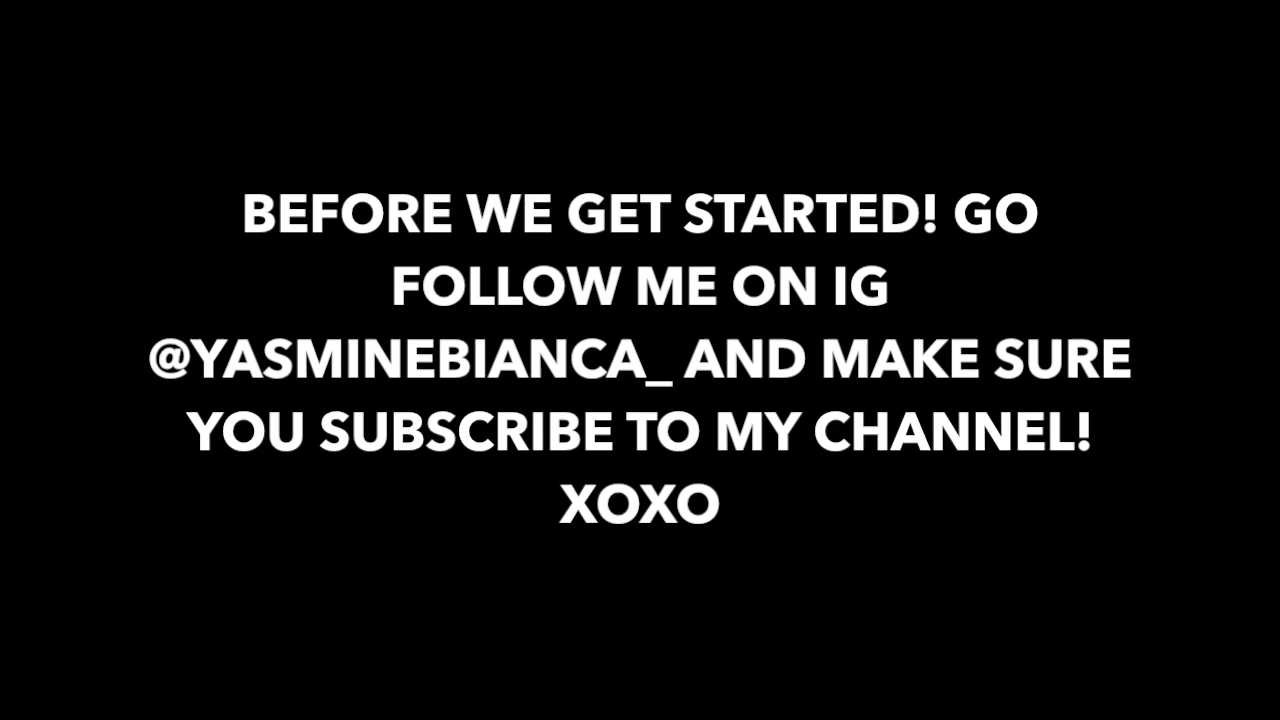 BEFORE WE GET STARTED! GO
FOLLOW ME ON IG
@YASMINEBIANCA_ AND MAKE SURE
YOU SUBSCRIBE TO MY CHANNEL!
XOXO